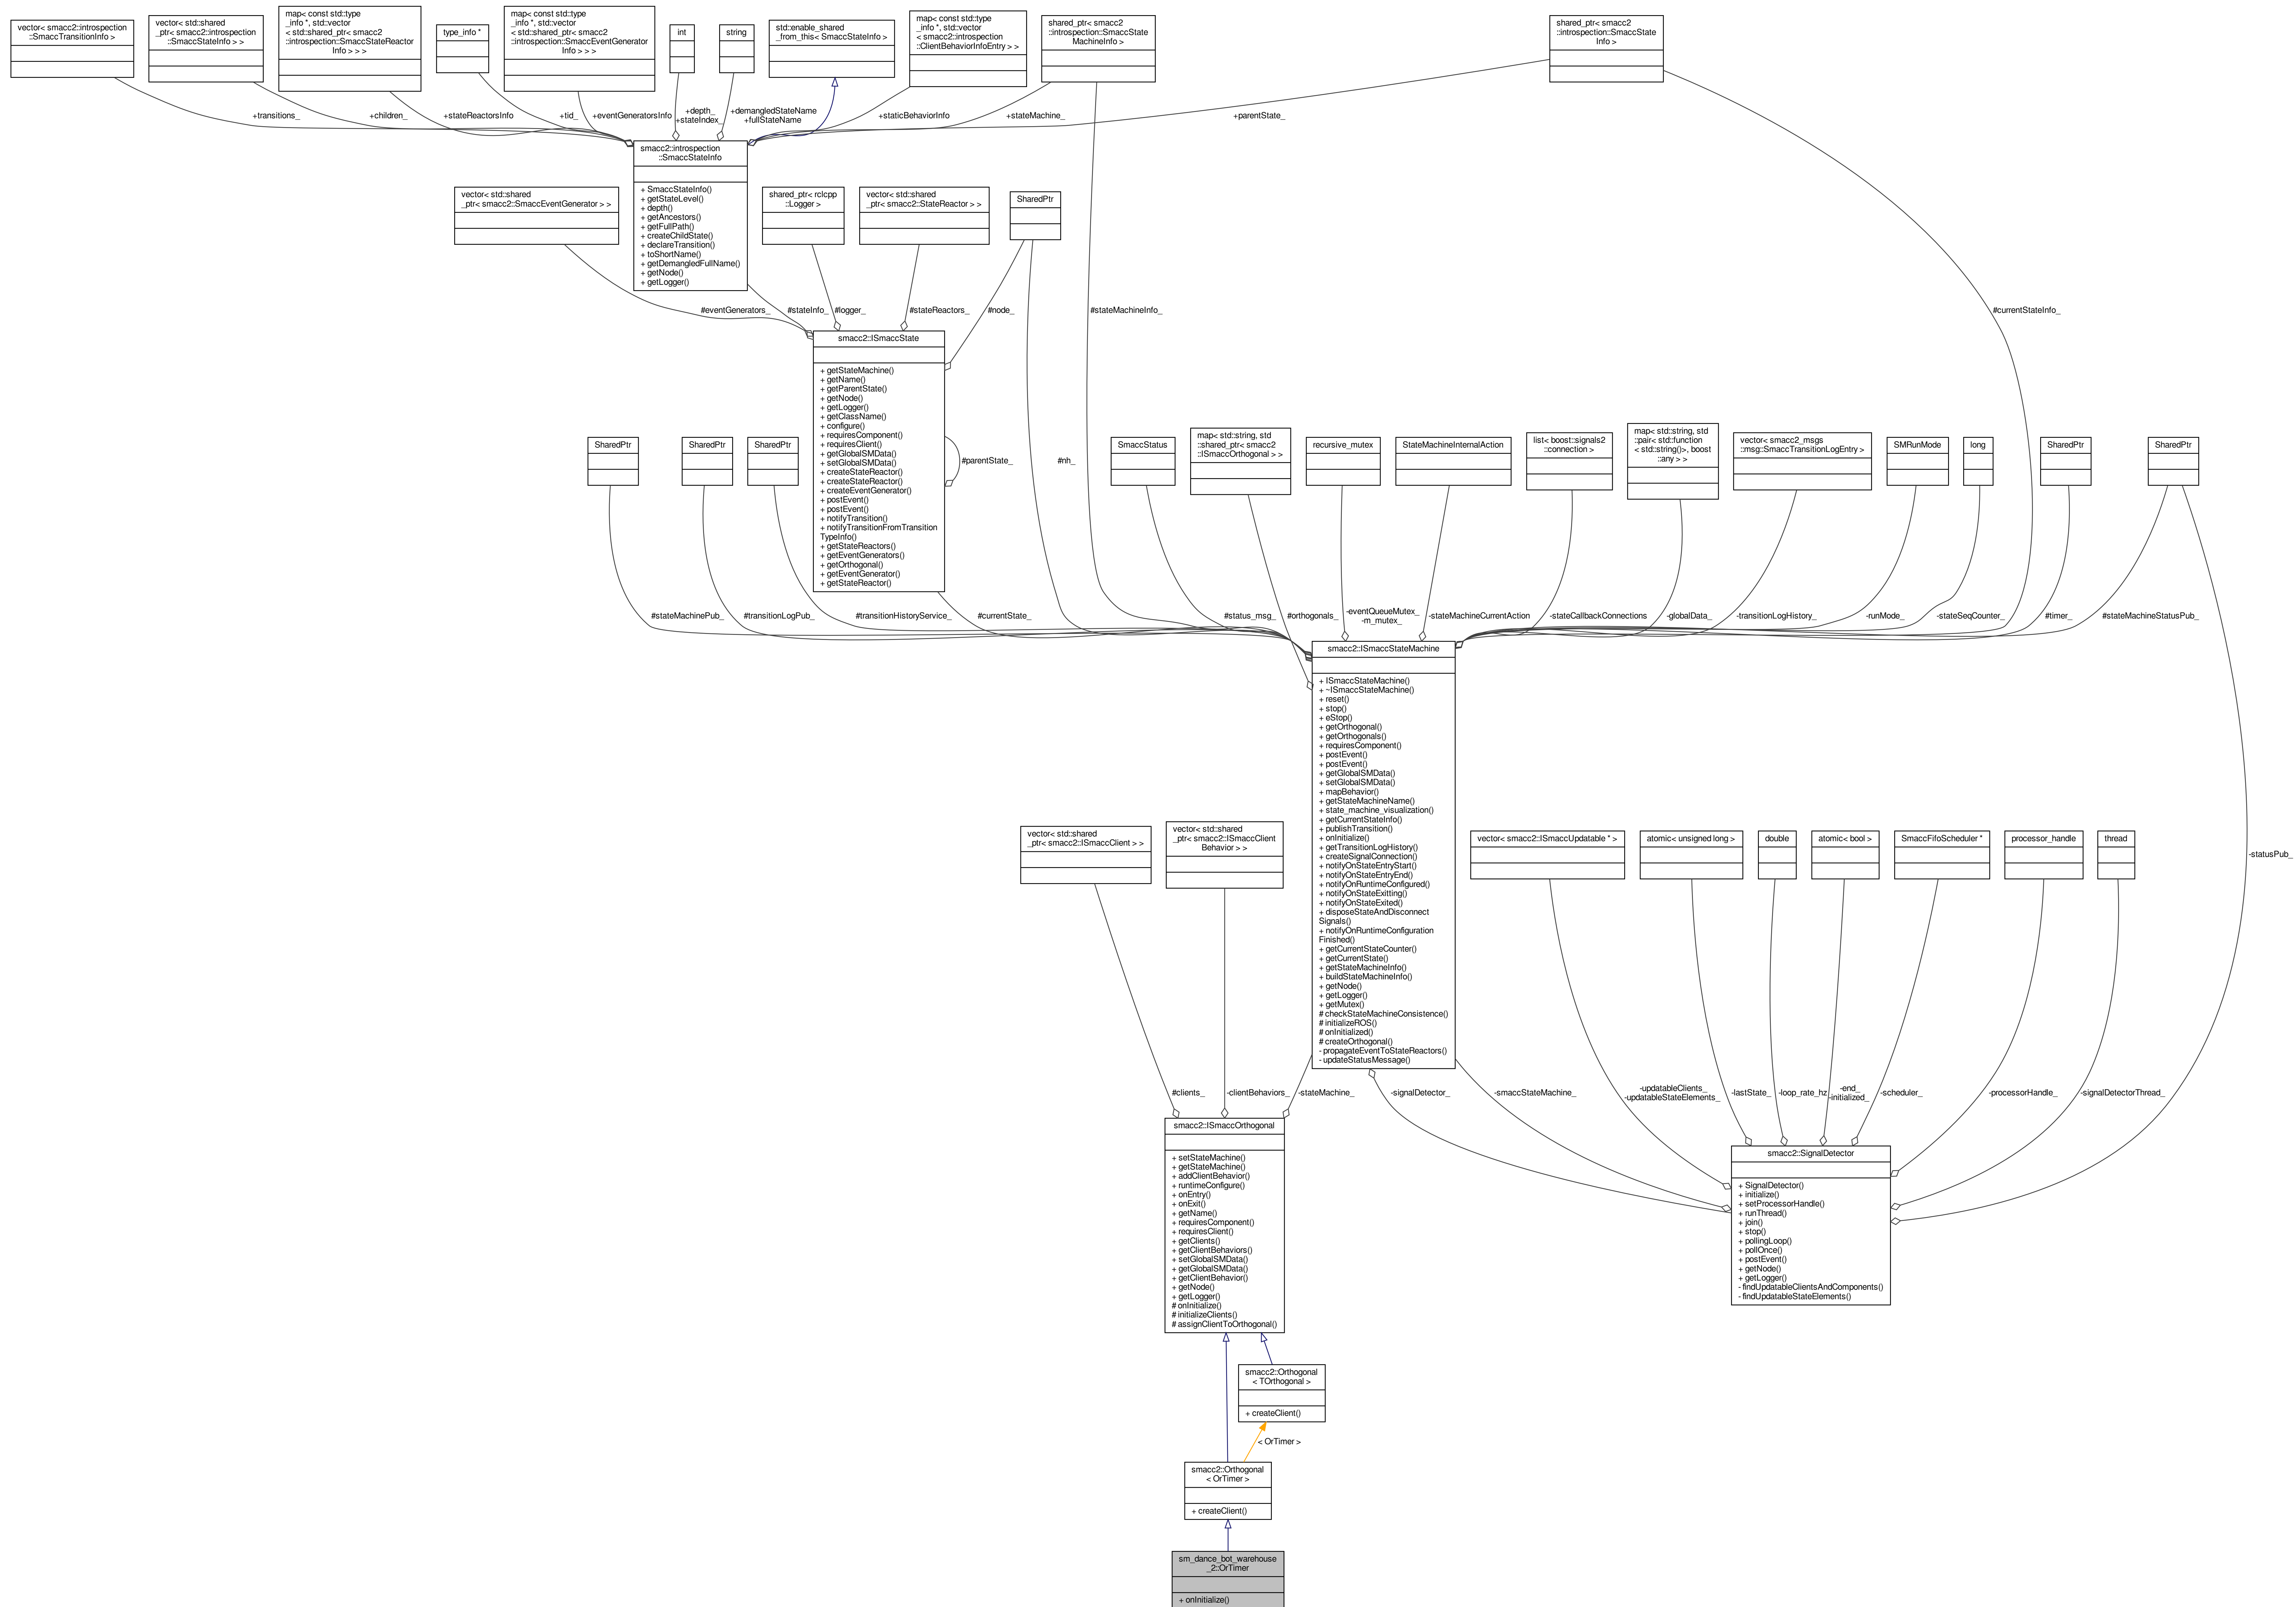 vector< smacc2::introspection
::SmaccTransitionInfo >
vector< std::shared
_ptr< smacc2::introspection
::SmaccStateInfo > >
map< const std::type
_info *, std::vector
< std::shared_ptr< smacc2
::introspection::SmaccStateReactor
Info > > >
type_info *
map< const std::type
_info *, std::vector
< std::shared_ptr< smacc2
::introspection::SmaccEventGenerator
Info > > >
int
string
std::enable_shared
_from_this< SmaccStateInfo >
map< const std::type
_info *, std::vector
< smacc2::introspection
::ClientBehaviorInfoEntry > >
shared_ptr< smacc2
::introspection::SmaccState
MachineInfo >
shared_ptr< smacc2
::introspection::SmaccState
Info >
+transitions_
+children_
+stateReactorsInfo
+tid_
+eventGeneratorsInfo
+depth_
+stateIndex_
+demangledStateName
+fullStateName
+staticBehaviorInfo
+stateMachine_
+parentState_
smacc2::introspection
::SmaccStateInfo
+ SmaccStateInfo()
+ getStateLevel()
+ depth()
+ getAncestors()
+ getFullPath()
+ createChildState()
+ declareTransition()
+ toShortName()
+ getDemangledFullName()
+ getNode()
+ getLogger()
vector< std::shared
_ptr< smacc2::SmaccEventGenerator > >
shared_ptr< rclcpp
::Logger >
vector< std::shared
_ptr< smacc2::StateReactor > >
SharedPtr
#eventGenerators_
#stateInfo_
#logger_
#stateReactors_
#node_
#stateMachineInfo_
#currentStateInfo_
smacc2::ISmaccState
+ getStateMachine()
+ getName()
+ getParentState()
+ getNode()
+ getLogger()
+ getClassName()
+ configure()
+ requiresComponent()
+ requiresClient()
+ getGlobalSMData()
+ setGlobalSMData()
+ createStateReactor()
+ createStateReactor()
+ createEventGenerator()
+ postEvent()
+ postEvent()
+ notifyTransition()
+ notifyTransitionFromTransition
TypeInfo()
+ getStateReactors()
+ getEventGenerators()
+ getOrthogonal()
+ getEventGenerator()
+ getStateReactor()
#parentState_
#nh_
SharedPtr
SharedPtr
SharedPtr
SmaccStatus
map< std::string, std
::shared_ptr< smacc2
::ISmaccOrthogonal > >
recursive_mutex
StateMachineInternalAction
list< boost::signals2
::connection >
map< std::string, std
::pair< std::function
< std::string()>, boost
::any > >
vector< smacc2_msgs
::msg::SmaccTransitionLogEntry >
SMRunMode
long
SharedPtr
SharedPtr
#stateMachinePub_
#transitionLogPub_
#transitionHistoryService_
#currentState_
#status_msg_
#orthogonals_
-eventQueueMutex_
-m_mutex_
-stateMachineCurrentAction
-stateCallbackConnections
-globalData_
-transitionLogHistory_
-runMode_
-stateSeqCounter_
#timer_
#stateMachineStatusPub_
smacc2::ISmaccStateMachine
+ ISmaccStateMachine()
+ ~ISmaccStateMachine()
+ reset()
+ stop()
+ eStop()
+ getOrthogonal()
+ getOrthogonals()
+ requiresComponent()
+ postEvent()
+ postEvent()
+ getGlobalSMData()
+ setGlobalSMData()
+ mapBehavior()
+ getStateMachineName()
+ state_machine_visualization()
+ getCurrentStateInfo()
+ publishTransition()
+ onInitialize()
+ getTransitionLogHistory()
+ createSignalConnection()
+ notifyOnStateEntryStart()
+ notifyOnStateEntryEnd()
+ notifyOnRuntimeConfigured()
+ notifyOnStateExitting()
+ notifyOnStateExited()
+ disposeStateAndDisconnect
Signals()
+ notifyOnRuntimeConfiguration
Finished()
+ getCurrentStateCounter()
+ getCurrentState()
+ getStateMachineInfo()
+ buildStateMachineInfo()
+ getNode()
+ getLogger()
+ getMutex()
# checkStateMachineConsistence()
# initializeROS()
# onInitialized()
# createOrthogonal()
- propagateEventToStateReactors()
- updateStatusMessage()
vector< std::shared
_ptr< smacc2::ISmaccClient > >
vector< std::shared
_ptr< smacc2::ISmaccClient
Behavior > >
vector< smacc2::ISmaccUpdatable * >
atomic< unsigned long >
double
atomic< bool >
SmaccFifoScheduler *
processor_handle
thread
-statusPub_
#clients_
-clientBehaviors_
-stateMachine_
-signalDetector_
-smaccStateMachine_
-updatableClients_
-updatableStateElements_
-lastState_
-loop_rate_hz
-end_
-initialized_
-scheduler_
-processorHandle_
-signalDetectorThread_
smacc2::ISmaccOrthogonal
+ setStateMachine()
+ getStateMachine()
+ addClientBehavior()
+ runtimeConfigure()
+ onEntry()
+ onExit()
+ getName()
+ requiresComponent()
+ requiresClient()
+ getClients()
+ getClientBehaviors()
+ setGlobalSMData()
+ getGlobalSMData()
+ getClientBehavior()
+ getNode()
+ getLogger()
# onInitialize()
# initializeClients()
# assignClientToOrthogonal()
smacc2::SignalDetector
+ SignalDetector()
+ initialize()
+ setProcessorHandle()
+ runThread()
+ join()
+ stop()
+ pollingLoop()
+ pollOnce()
+ postEvent()
+ getNode()
+ getLogger()
- findUpdatableClientsAndComponents()
- findUpdatableStateElements()
smacc2::Orthogonal
< TOrthogonal >
+ createClient()
< OrTimer >
smacc2::Orthogonal
< OrTimer >
+ createClient()
sm_dance_bot_warehouse
_2::OrTimer
+ onInitialize()